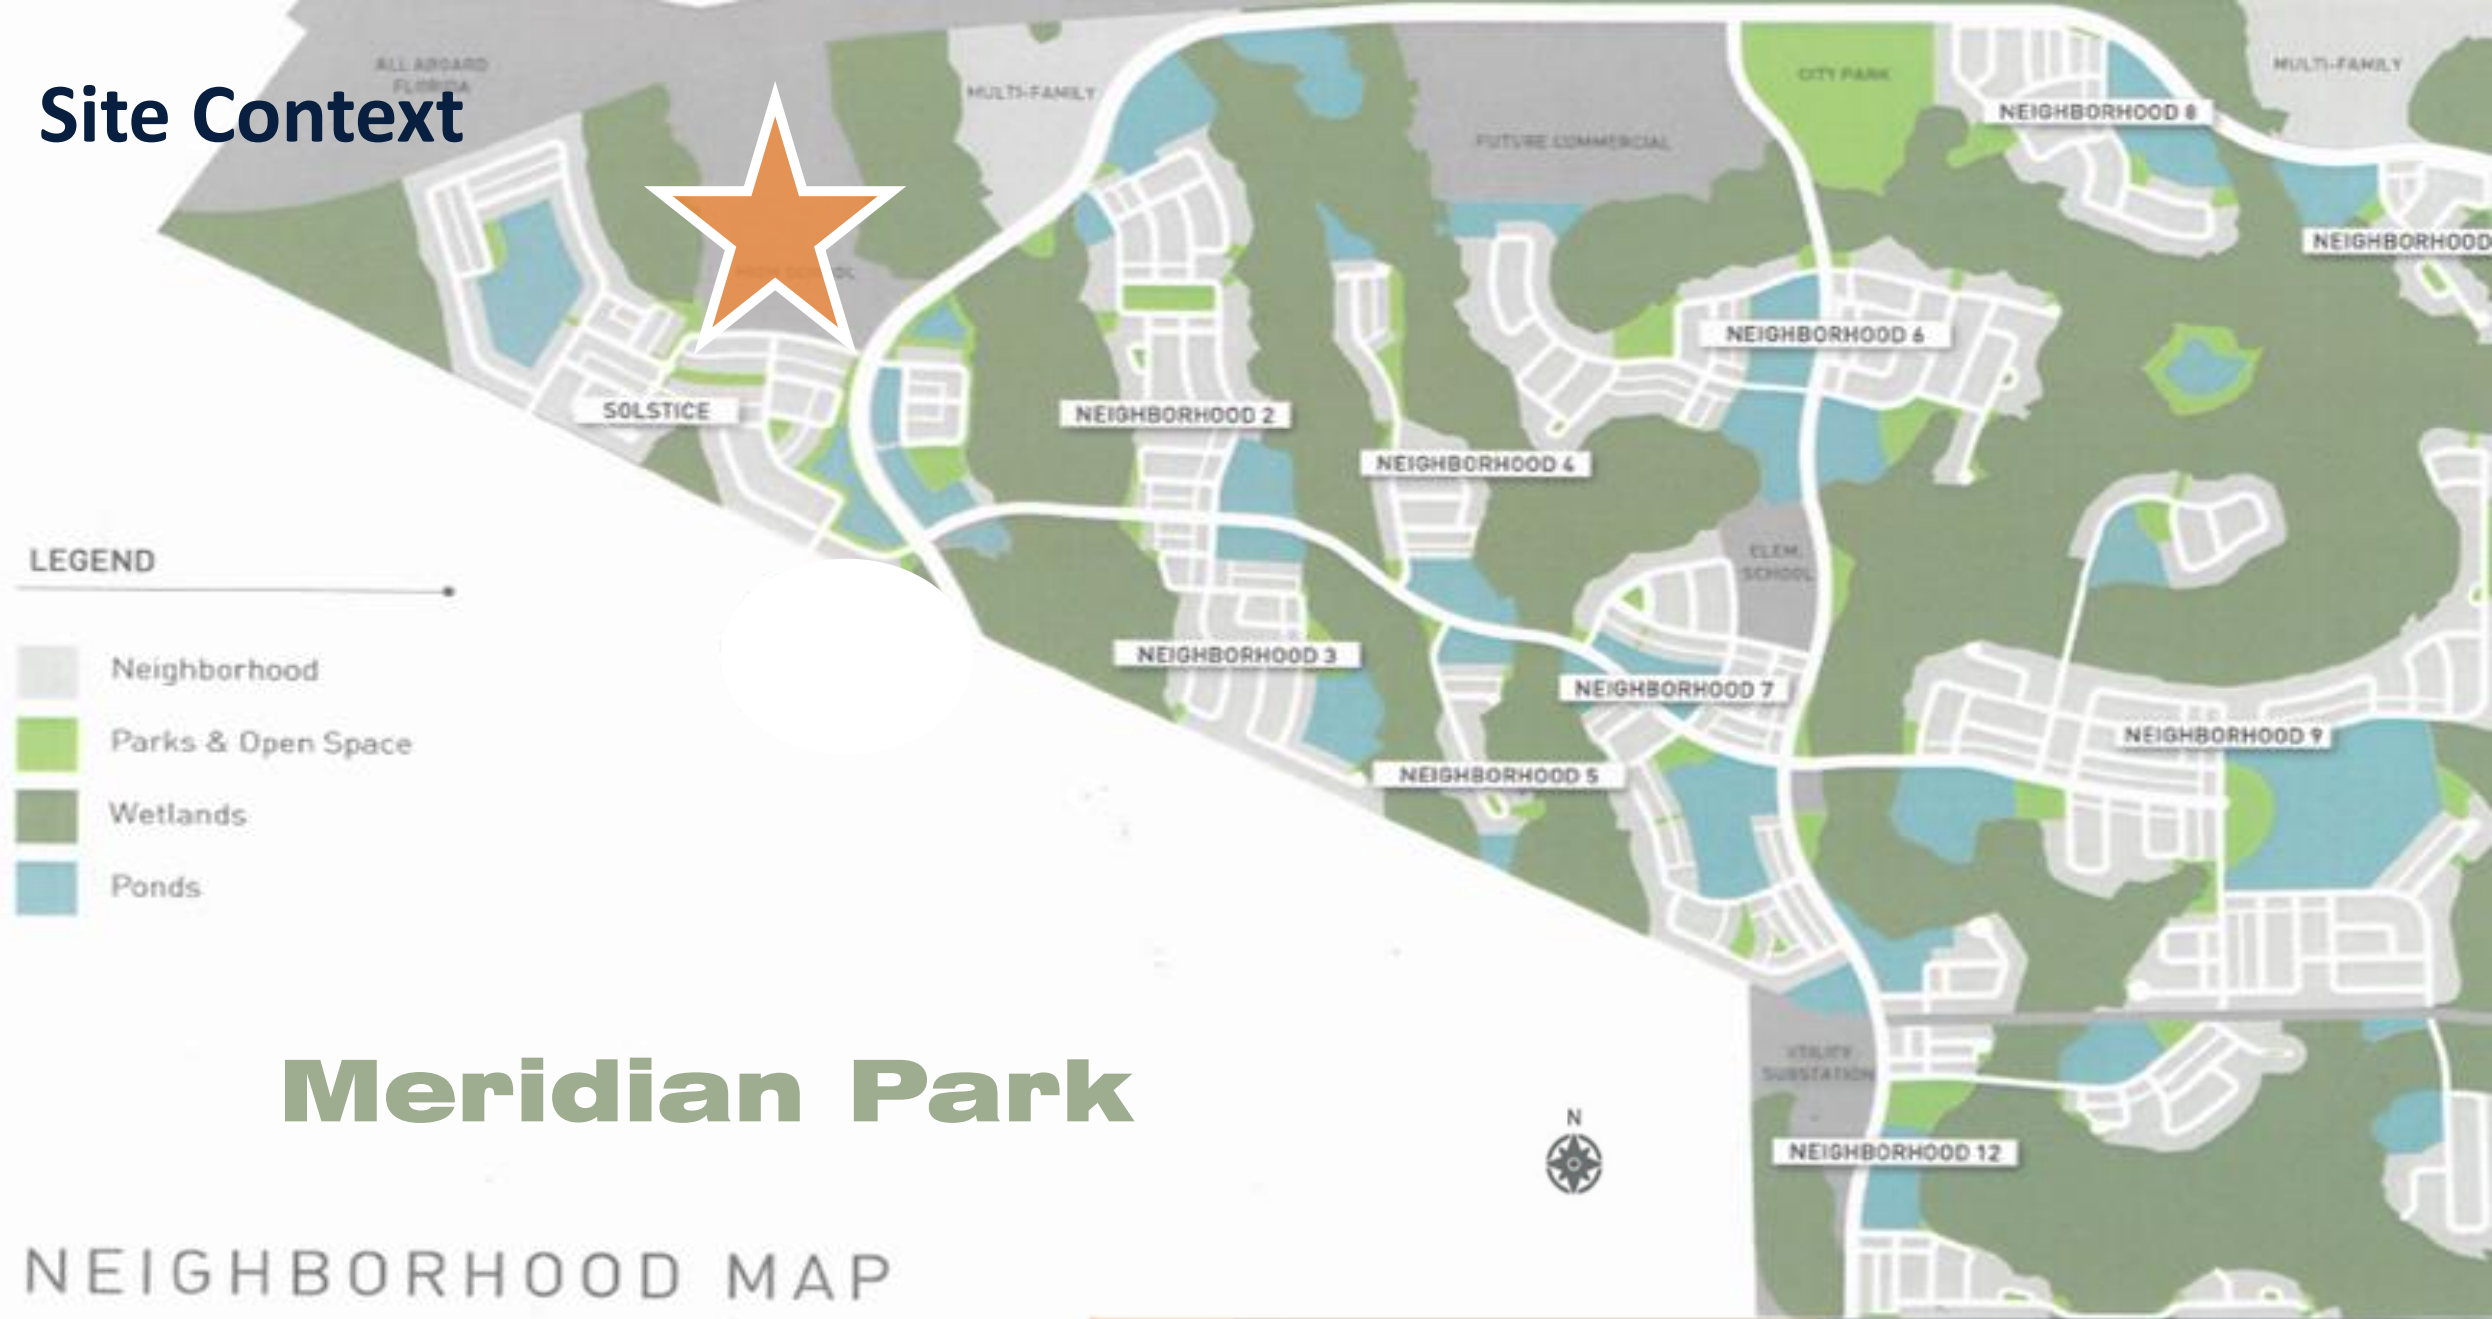 Site Context
ALL ABOARD
FLORIDA
MULTI-FAMILY
HIGH SCHOOL
FUTURE COMMERCIAL
CITY PARK
NEIGHBORHOOD 8
MULTI-FAMILY
NEIGHBORHOOD
NEIGHBORHOOD 6
SOLSTICE
NEIGHBORHOOD 2
NEIGHBORHOOD 4
ELEM.
SCHOOL
NEIGHBORHOOD 3
NEIGHBORHOOD 7
NEIGHBORHOOD 9
NEIGHBORHOOD 5
LEGEND
Neighborhood
Parks & Open Space
Wetlands
Ponds
UTILITY
SUBSTATION
NEIGHBORHOOD 12
Meridian Park
N
NEIGHBORHOOD MAP